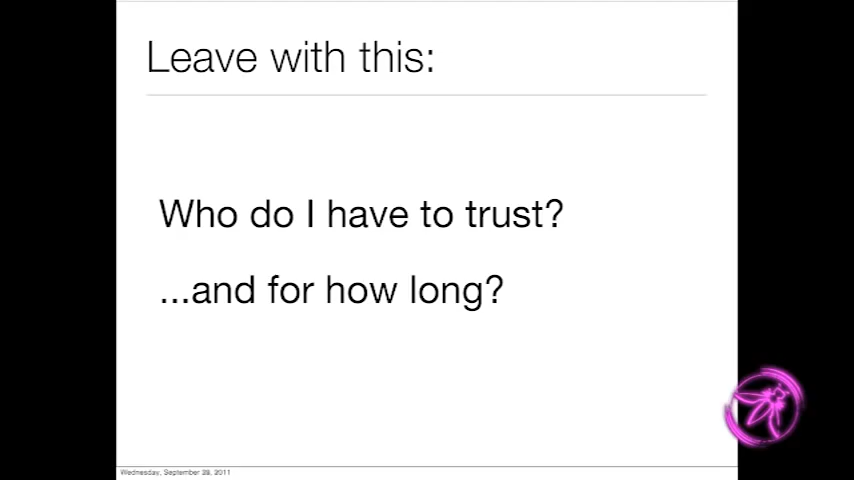 Leave with this:
Who do I have to trust?
...and for how long?
Wednesday, September 28, 2011